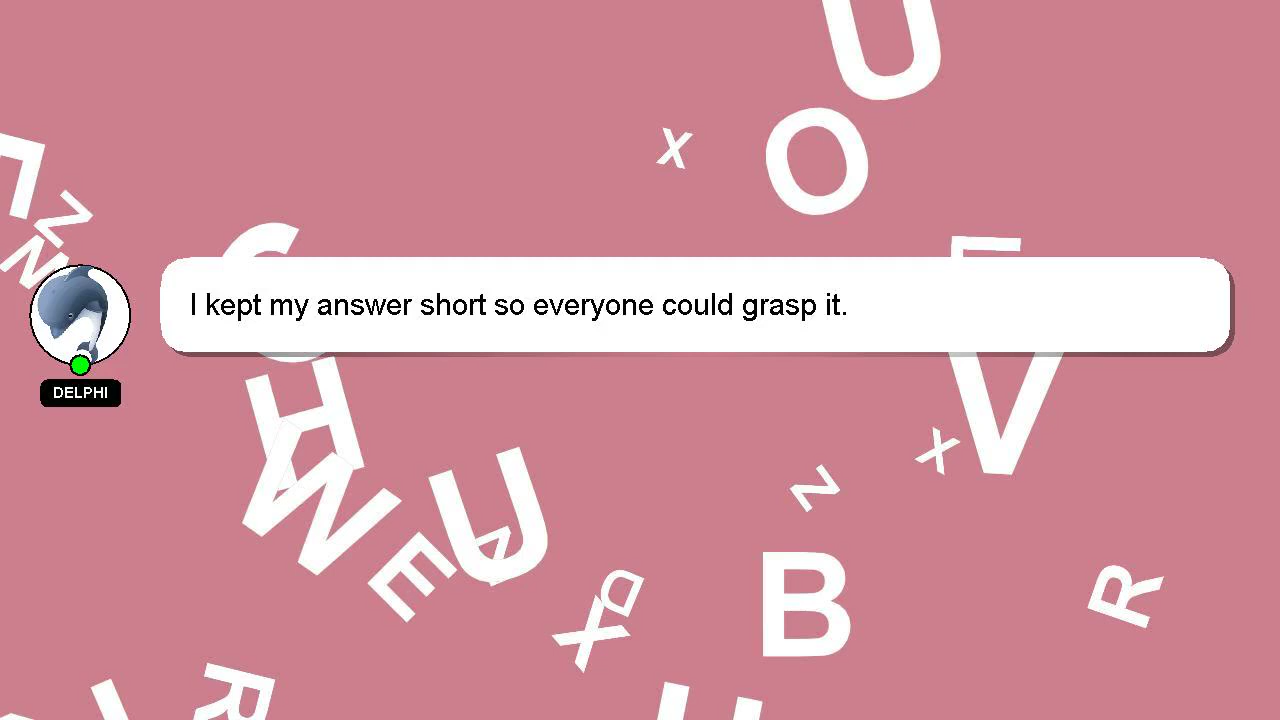 I kept my answer short so everyone could grasp it.
DELPHI
U
O
X
Z
N
H
W
E
U
Z
D
X
B
Z
X
V
R
R